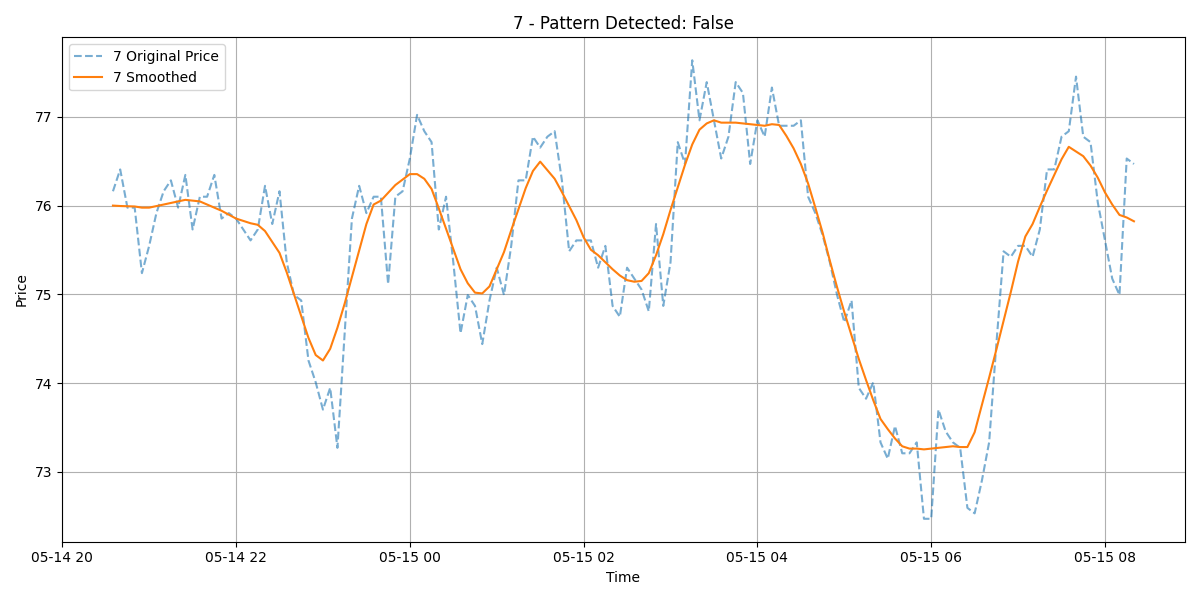 7 - Pattern Detected: False
7 Original Price
7 Smoothed
Price
77
76
75
74
73
05-14 20
05-14 22
05-15 00
05-15 02
05-15 04
05-15 06
05-15 08
Time